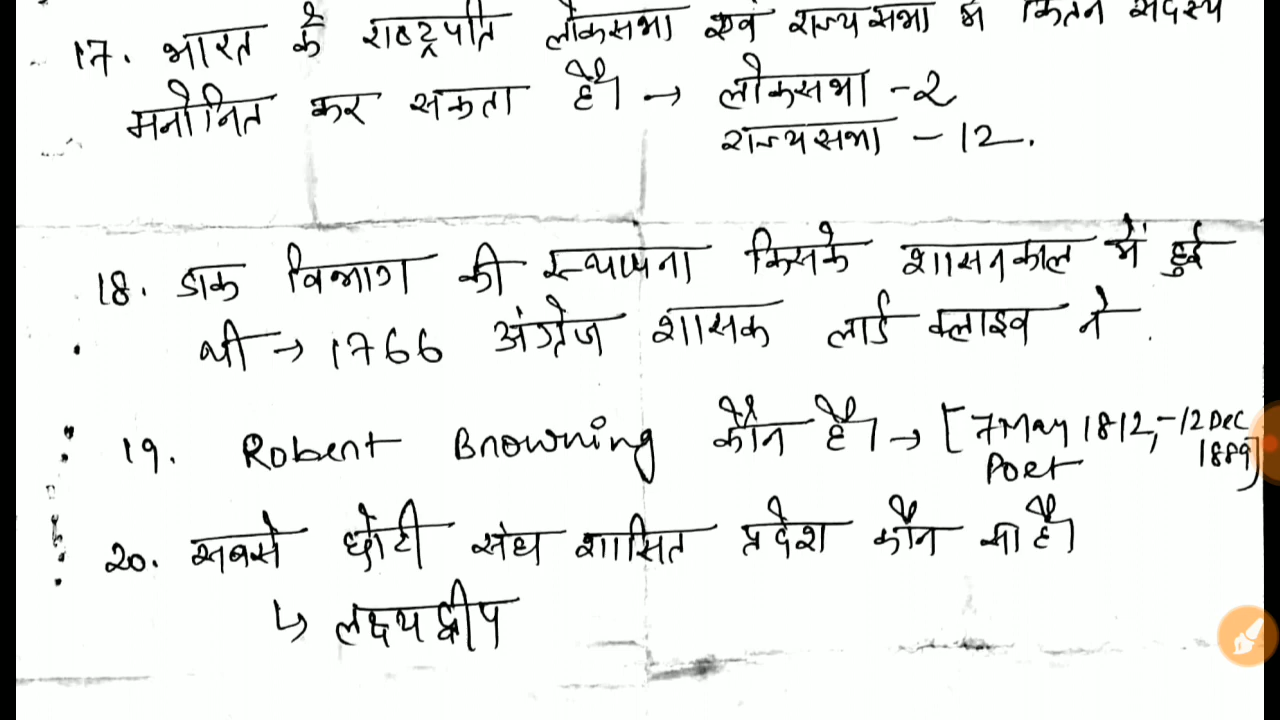 17. भारत के राष्ट्रपति लोकसभा एवं राज्यसभा में कितने सदस्य
मनोनित कर सकता है। → लोकसभा - 2
राज्यसभा - 12.
18. डाक विभाग की स्थापना किसके शासनकाल में हुई
थी → 1766 अंग्रेज शासक लार्ड क्लाइव ने.
19. Robert Browning कौन है। → [7 May 1812, - 12 Dec
Poet 1889]
20. सबसे छोटी संघ शासित प्रदेश कौन सी है।
↳ लक्ष्यद्वीप